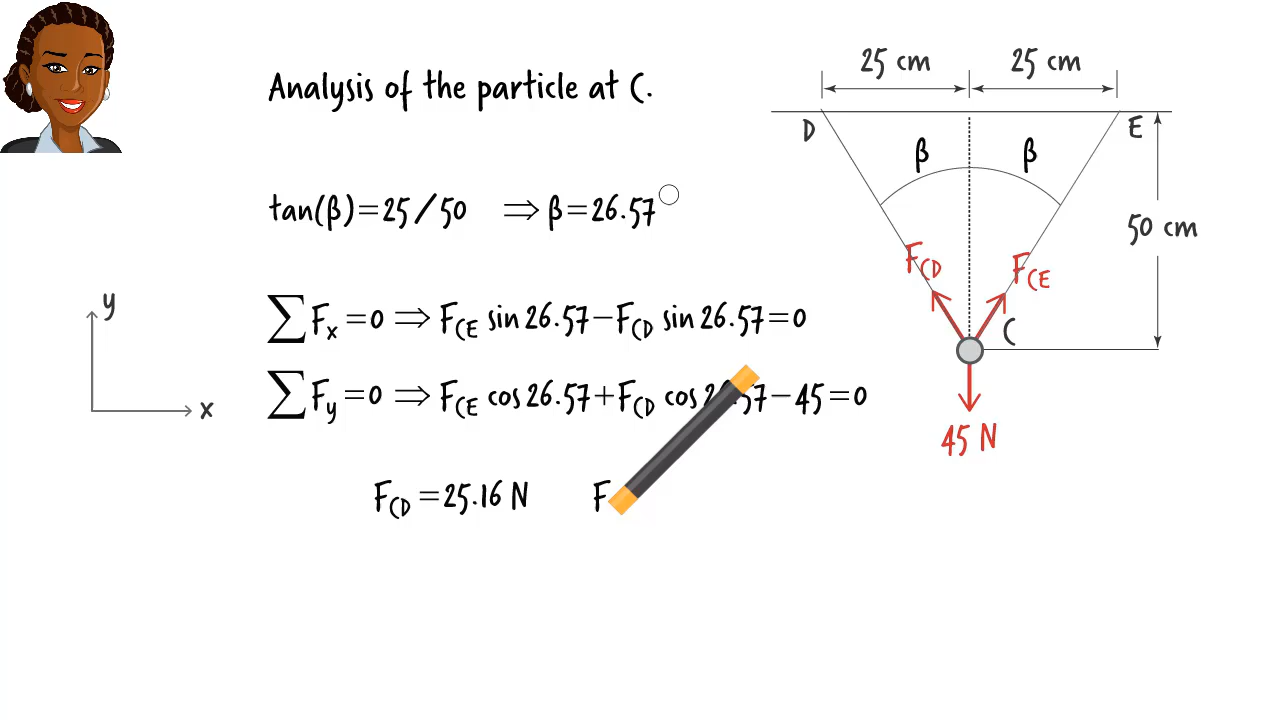 Analysis of the particle at C.
tan(β)=25/50 ⟹ β=26.57°
∑Fx=0 ⟹ FCE sin 26.57−FCD sin 26.57=0
∑Fy=0 ⟹ FCE cos 26.57+FCD cos 26.57−45=0
FCD=25.16 N F
y
x
25 cm 25 cm
D E
β β
50 cm
FCD FCE
C
45 N